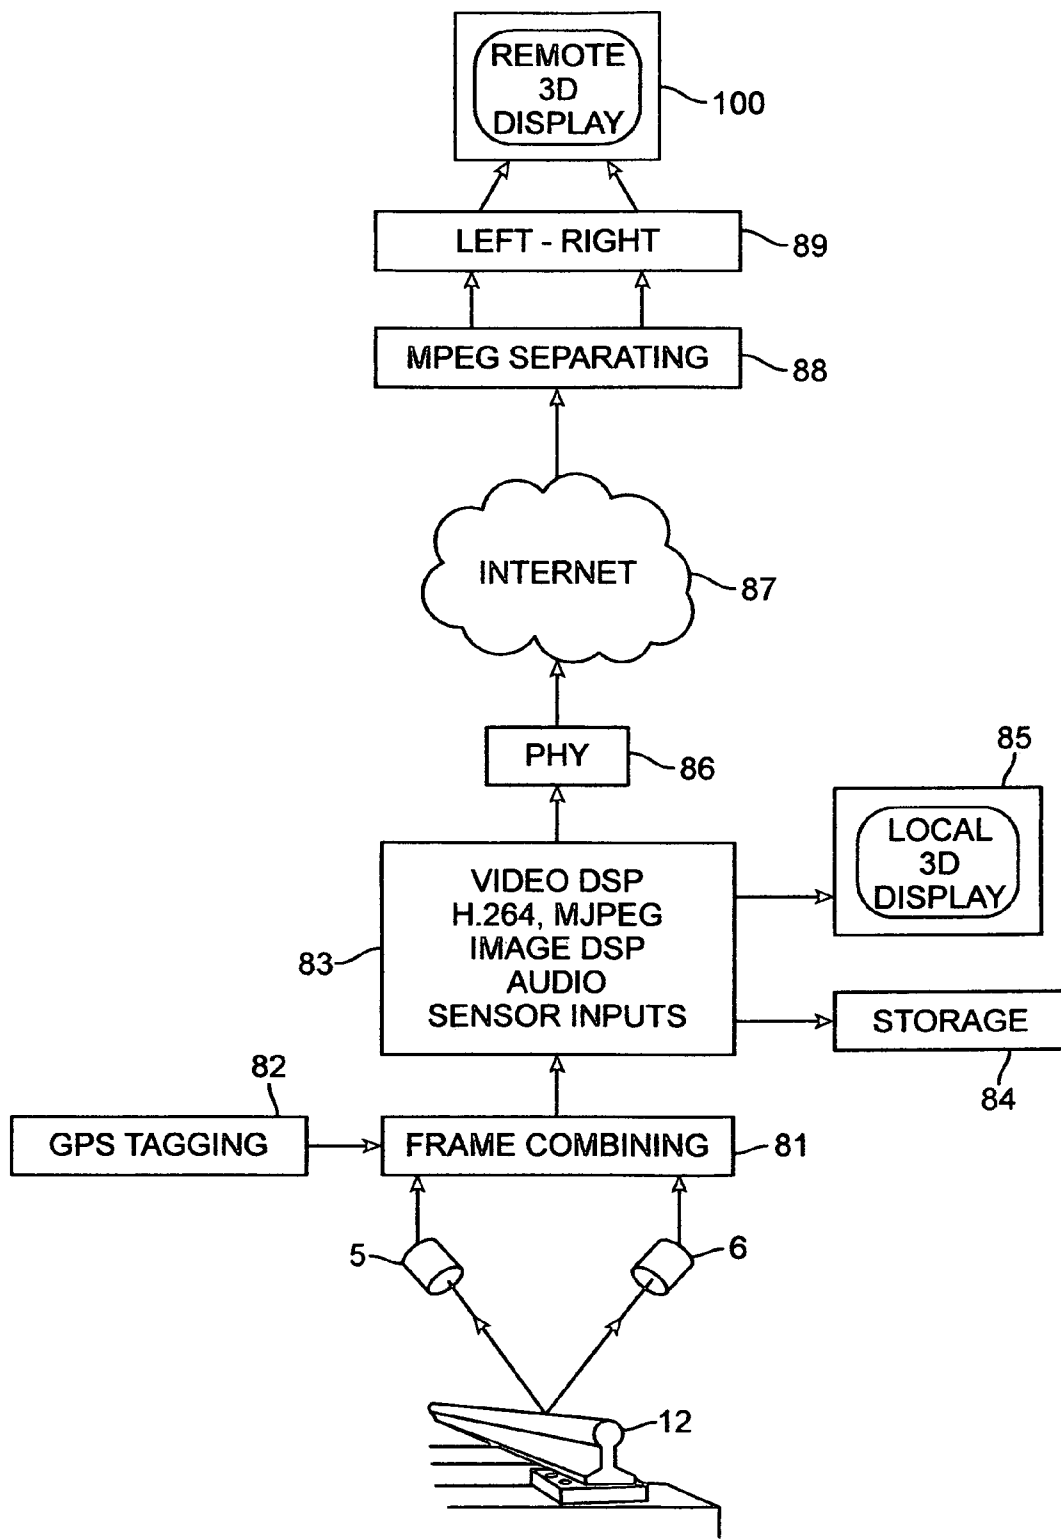 REMOTE
3D
DISPLAY
100
LEFT - RIGHT
89
MPEG SEPARATING
88
INTERNET
87
PHY
86
85
LOCAL
3D
DISPLAY
VIDEO DSP
H.264, MJPEG
IMAGE DSP
AUDIO
SENSOR INPUTS
83
STORAGE
84
82
GPS TAGGING
FRAME COMBINING
81
5
6
12